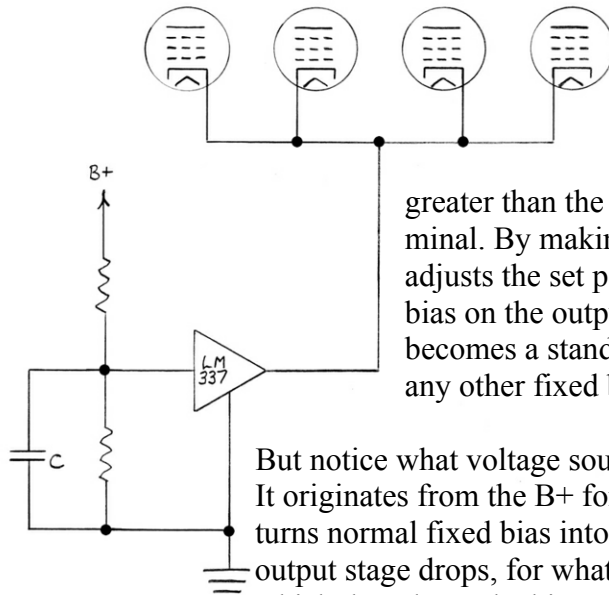 B+
greater than the
minal. By makin
adjusts the set p
bias on the outp
becomes a stand
any other fixed b
LM
337
C
But notice what voltage sou
It originates from the B+ for
turns normal fixed bias into
output stage drops, for what